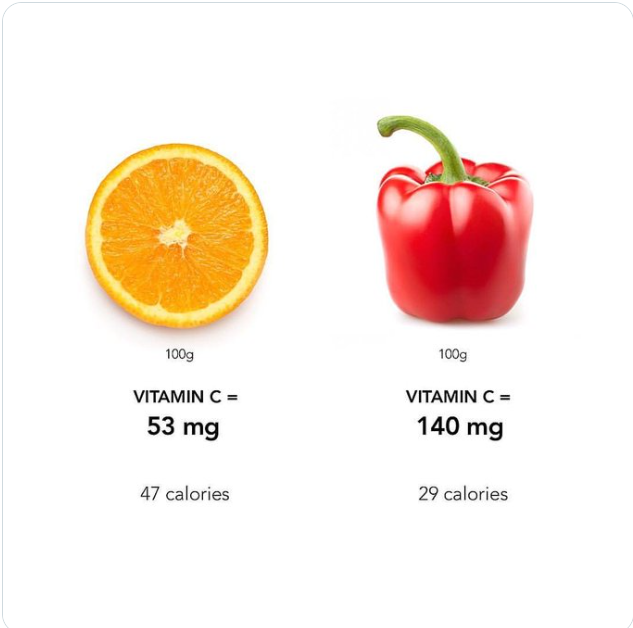 100g
VITAMIN C =
53 mg
47 calories
100g
VITAMIN C =
140 mg
29 calories